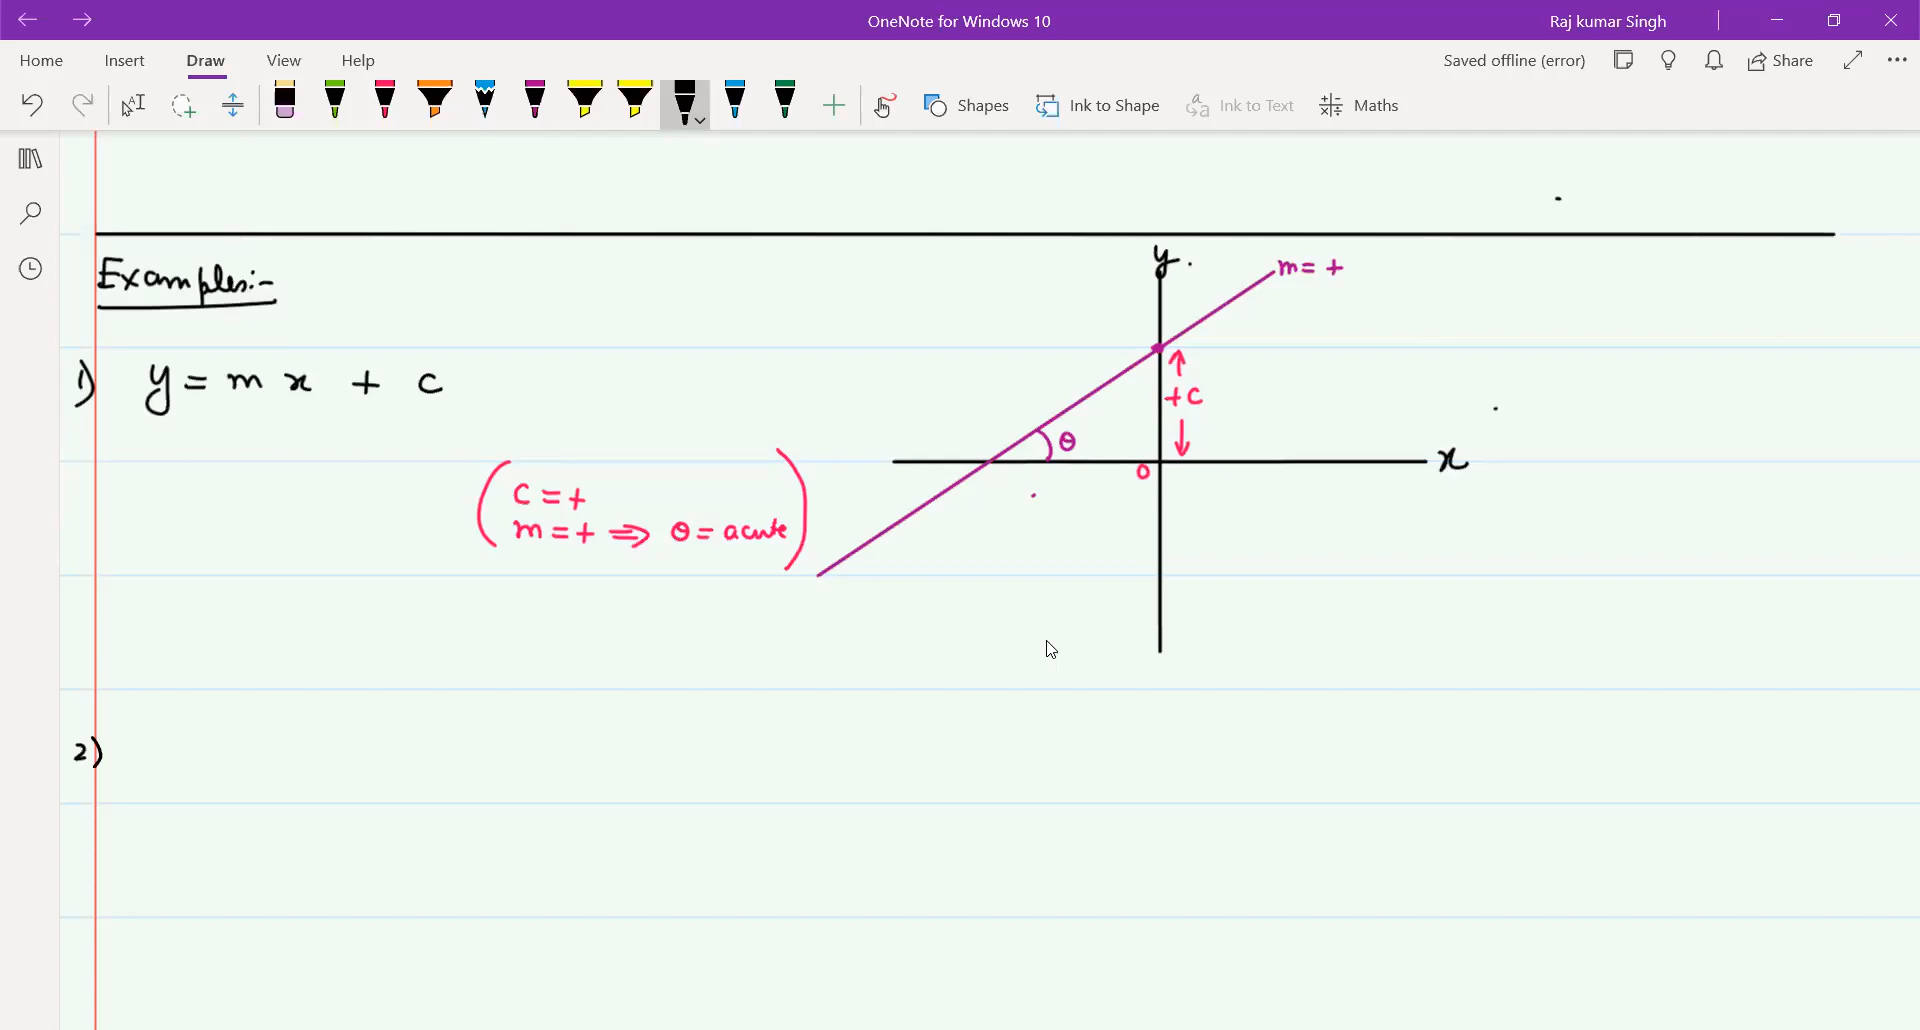 OneNote for Windows 10
Raj kumar Singh
Home Insert Draw View Help
Saved offline (error)
Share
Shapes
Ink to Shape
Ink to Text
Maths
Examples:-
1) y = m x + c
(c = +
m = + ⇒ θ = acute)
y
m = +
+c
θ
0
x
2)